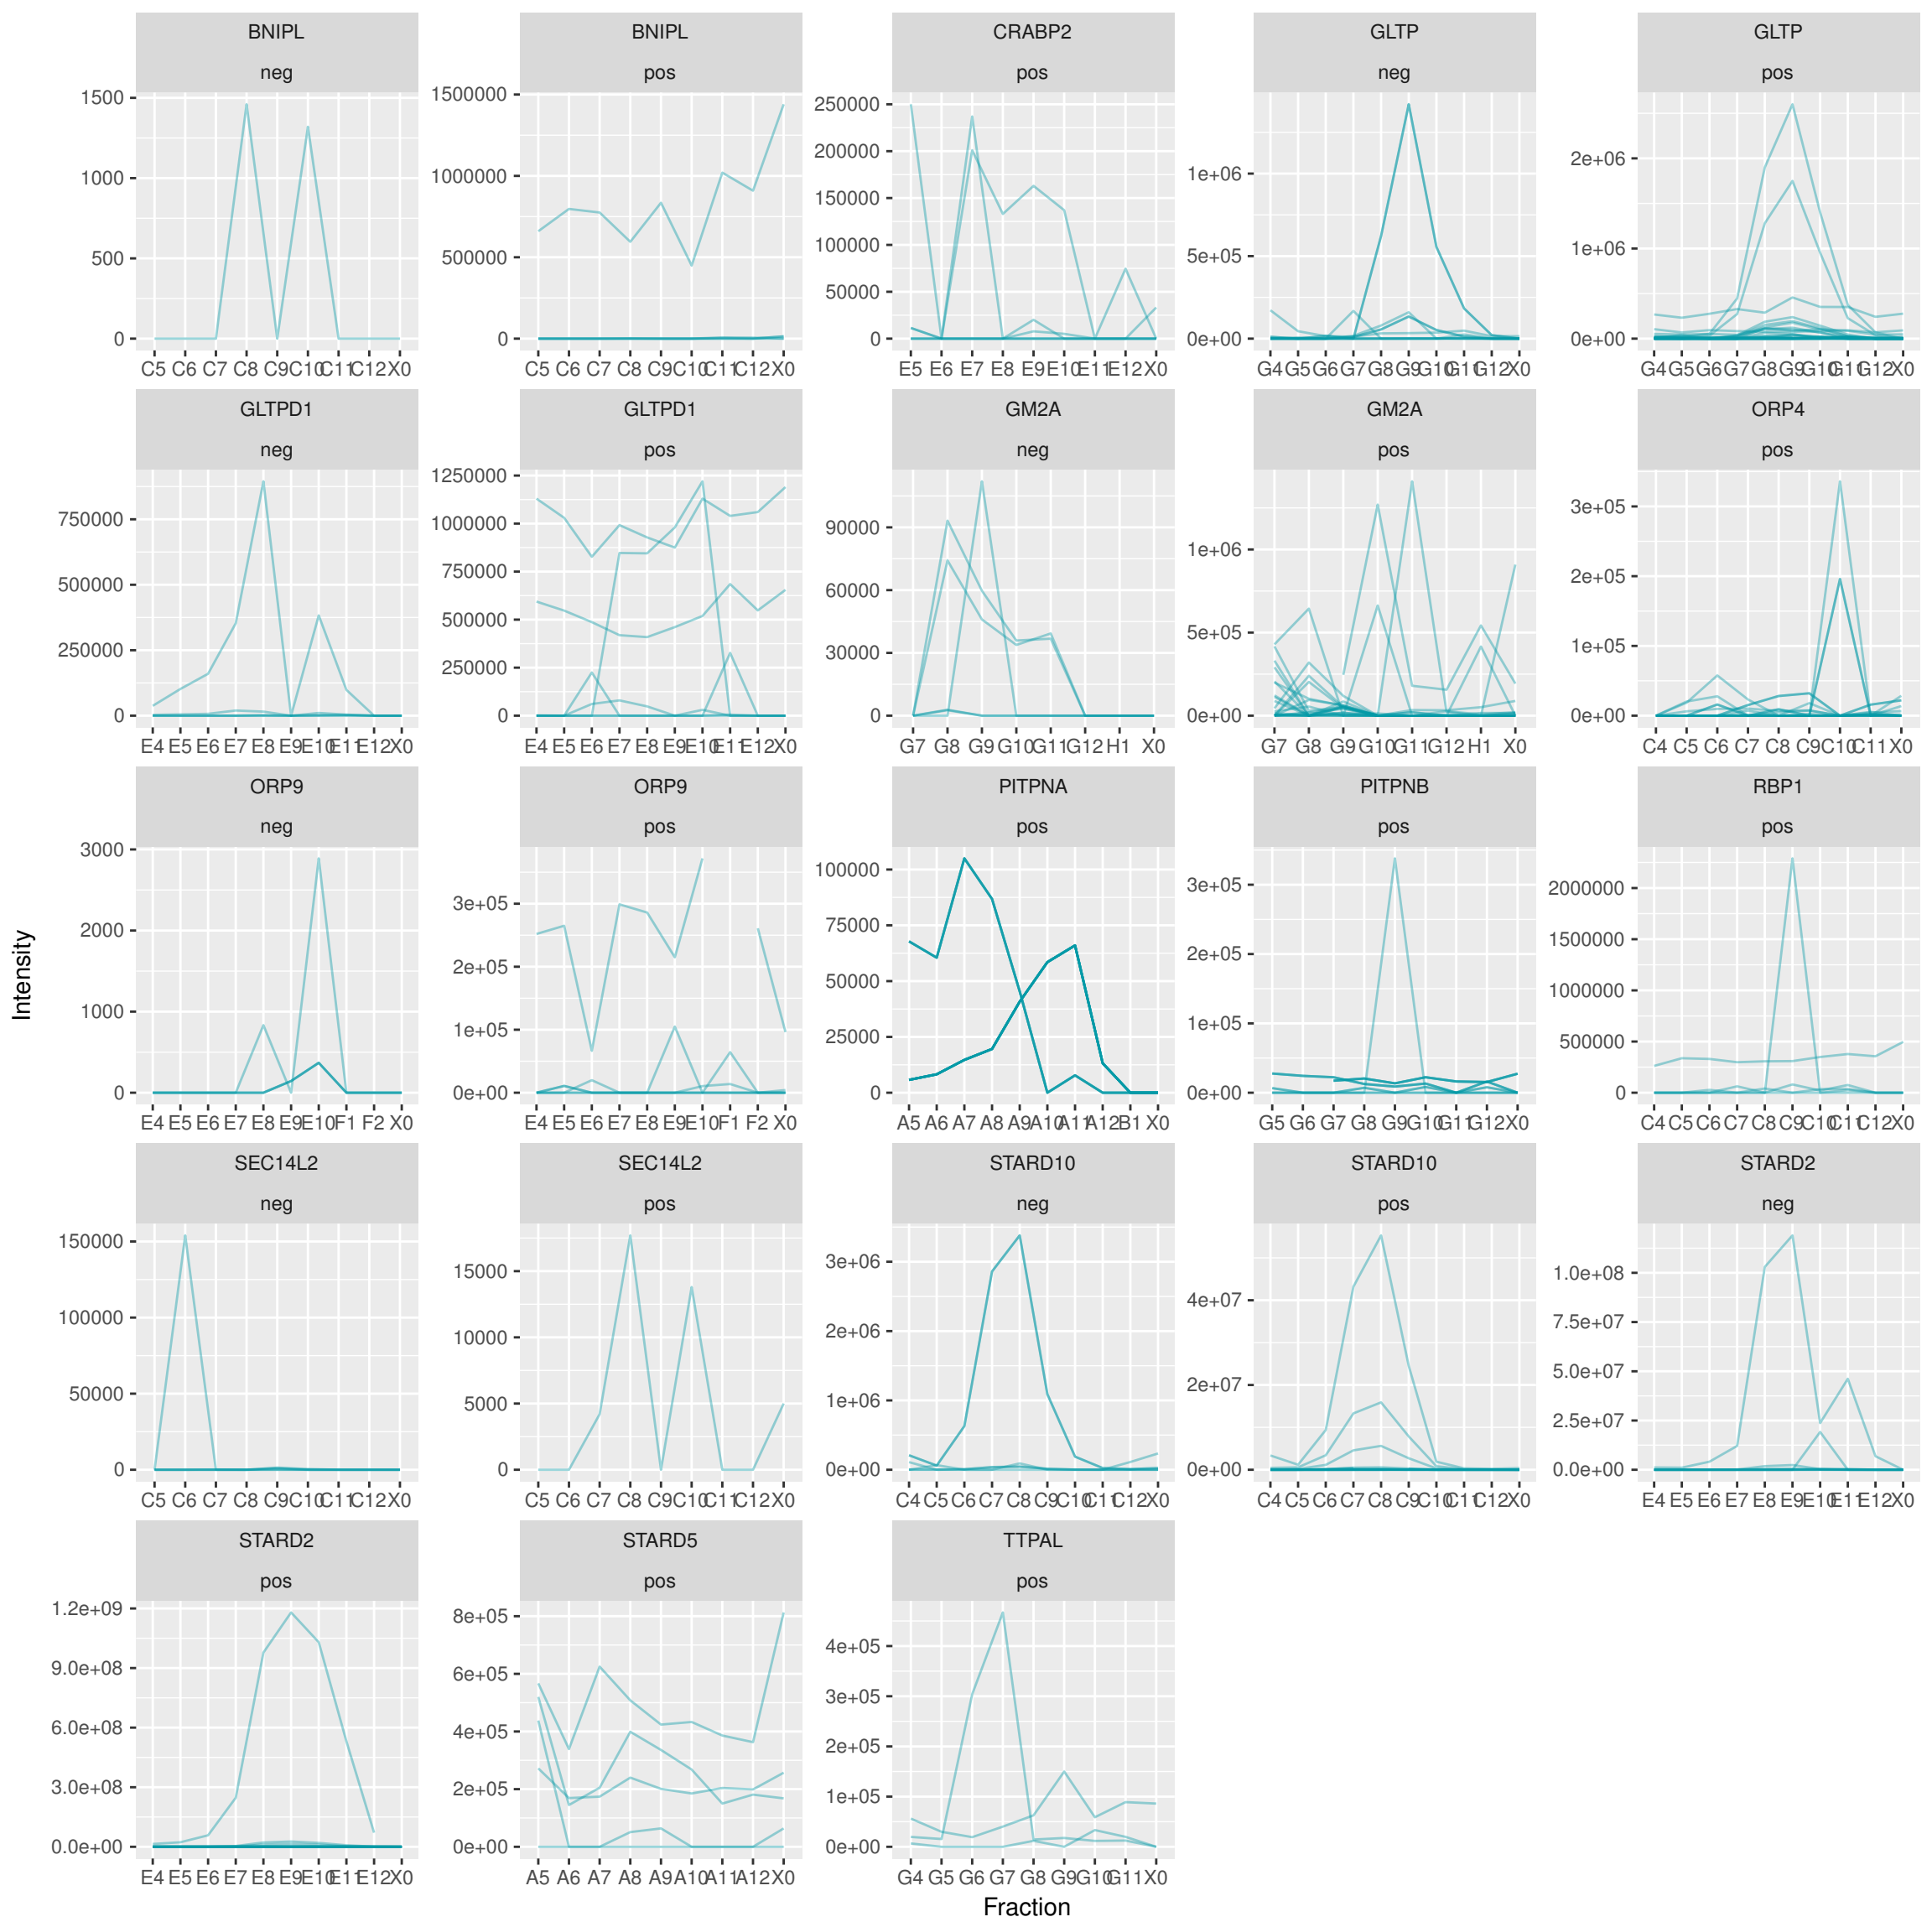 BNIPL BNIPL CRABP2 GLTP GLTP
neg pos pos neg pos
1500 1000 500 0
1500000 1000000 500000 0
250000 200000 150000 100000 50000 0
1e+06 5e+05 0e+00
2e+06 1e+06 0e+00
C5 C6 C7 C8 C9 C10 C11 C12 X0
C5 C6 C7 C8 C9 C10 C11 C12 X0
E5 E6 E7 E8 E9 E10 E11 E12 X0
G4 G5 G6 G7 G8 G9 G10 G11 G12 X0
G4 G5 G6 G7 G8 G9 G10 G11 G12 X0
GLTPD1 GLTPD1 GM2A GM2A ORP4
neg pos neg pos pos
750000 500000 250000 0
1250000 1000000 750000 500000 250000 0
90000 60000 30000 0
1e+06 5e+05 0e+00
3e+05 2e+05 1e+05 0e+00
E4 E5 E6 E7 E8 E9 E10 E11 E12 X0
E4 E5 E6 E7 E8 E9 E10 E11 E12 X0
G7 G8 G9 G10 G11 G12 H1 X0
G7 G8 G9 G10 G11 G12 H1 X0
C4 C5 C6 C7 C8 C9 C10 C11 X0
ORP9 ORP9 PITPNA PITPNB RBP1
neg pos pos pos pos
3000 2000 1000 0
3e+05 2e+05 1e+05 0e+00
100000 75000 50000 25000 0
3e+05 2e+05 1e+05 0e+00
2000000 1500000 1000000 500000 0
E4 E5 E6 E7 E8 E9 E10 F1 F2 X0
E4 E5 E6 E7 E8 E9 E10 F1 F2 X0
A5 A6 A7 A8 A9 A10 A11 A12 B1 X0
G5 G6 G7 G8 G9 G10 G11 G12 X0
C4 C5 C6 C7 C8 C9 C10 C11 C12 X0
SEC14L2 SEC14L2 STARD10 STARD10 STARD2
neg pos neg pos neg
150000 100000 50000 0
15000 10000 5000 0
3e+06 2e+06 1e+06 0e+00
4e+07 2e+07 0e+00
1.0e+08 7.5e+07 5.0e+07 2.5e+07 0.0e+00
C5 C6 C7 C8 C9 C10 C11 C12 X0
C5 C6 C7 C8 C9 C10 C11 C12 X0
C4 C5 C6 C7 C8 C9 C10 C11 C12 X0
C4 C5 C6 C7 C8 C9 C10 C11 C12 X0
E4 E5 E6 E7 E8 E9 E10 E11 E12 X0
STARD2 STARD5 TTPAL
pos pos pos
1.2e+09 9.0e+08 6.0e+08 3.0e+08 0.0e+00
8e+05 6e+05 4e+05 2e+05 0e+00
4e+05 3e+05 2e+05 1e+05 0e+00
E4 E5 E6 E7 E8 E9 E10 E11 E12 X0
A5 A6 A7 A8 A9 A10 A11 A12 X0
G4 G5 G6 G7 G8 G9 G10 G11 X0
Intensity
Fraction